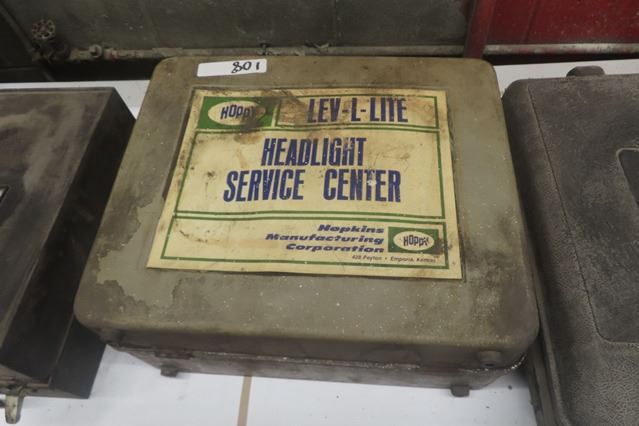 801
HOPPY LEV-L-LITE
HEADLIGHT
SERVICE CENTER
Hopkins
Manufacturing
Corporation
HOPPY
428 Peyton • Emporia, Kansas